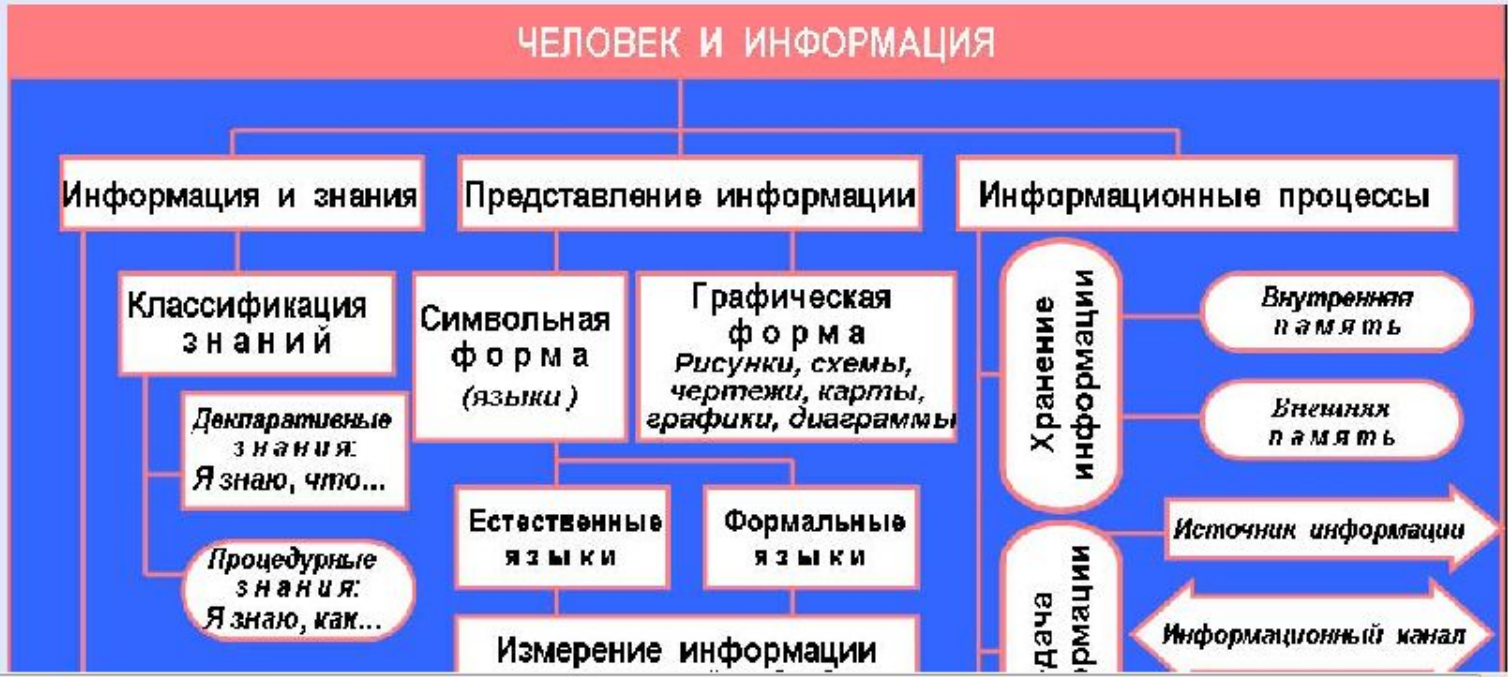 ЧЕЛОВЕК И ИНФОРМАЦИЯ
Информация и знания
Представление информации
Информационные процессы
Классификация
знаний
Декларативные
знания:
Я знаю, что...
Процедурные
знания:
Я знаю, как...
Символьная
форма
(языки)
Графическая
форма
Рисунки, схемы,
чертежи, карты,
графики, диаграммы
Естественные
языки
Формальные
языки
Измерение информации
Хранение
информации
Внутренняя
память
Внешняя
память
Источник информации
Информационный канал